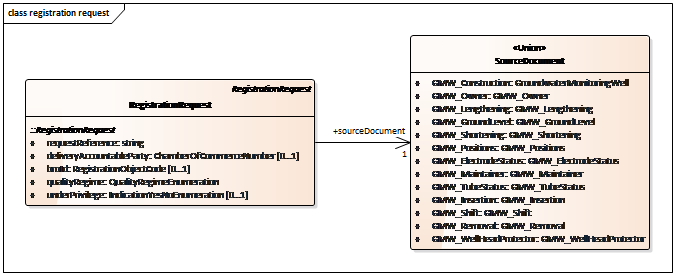 class registration request
RegistrationRequest
RegistrationRequest
::RegistrationRequest
requestReference: string
deliveryAccountableParty: ChamberOfCommerceNumber [0..1]
broId: RegistrationObjectCode [0..1]
qualityRegime: QualityRegimeEnumeration
underPrivilege: IndicationYesNoEnumeration [0..1]
+sourceDocument
1
«Union»
SourceDocument
GMW_Construction: GroundwaterMonitoringWell
GMW_Owner: GMW_Owner
GMW_Lengthening: GMW_Lengthening
GMW_GroundLevel: GMW_GroundLevel
GMW_Shortening: GMW_Shortening
GMW_Positions: GMW_Positions
GMW_ElectrodeStatus: GMW_ElectrodeStatus
GMW_Maintainer: GMW_Maintainer
GMW_TubeStatus: GMW_TubeStatus
GMW_Insertion: GMW_Insertion
GMW_Shift: GMW_Shift
GMW_Removal: GMW_Removal
GMW_WellHeadProtector: GMW_WellHeadProtector